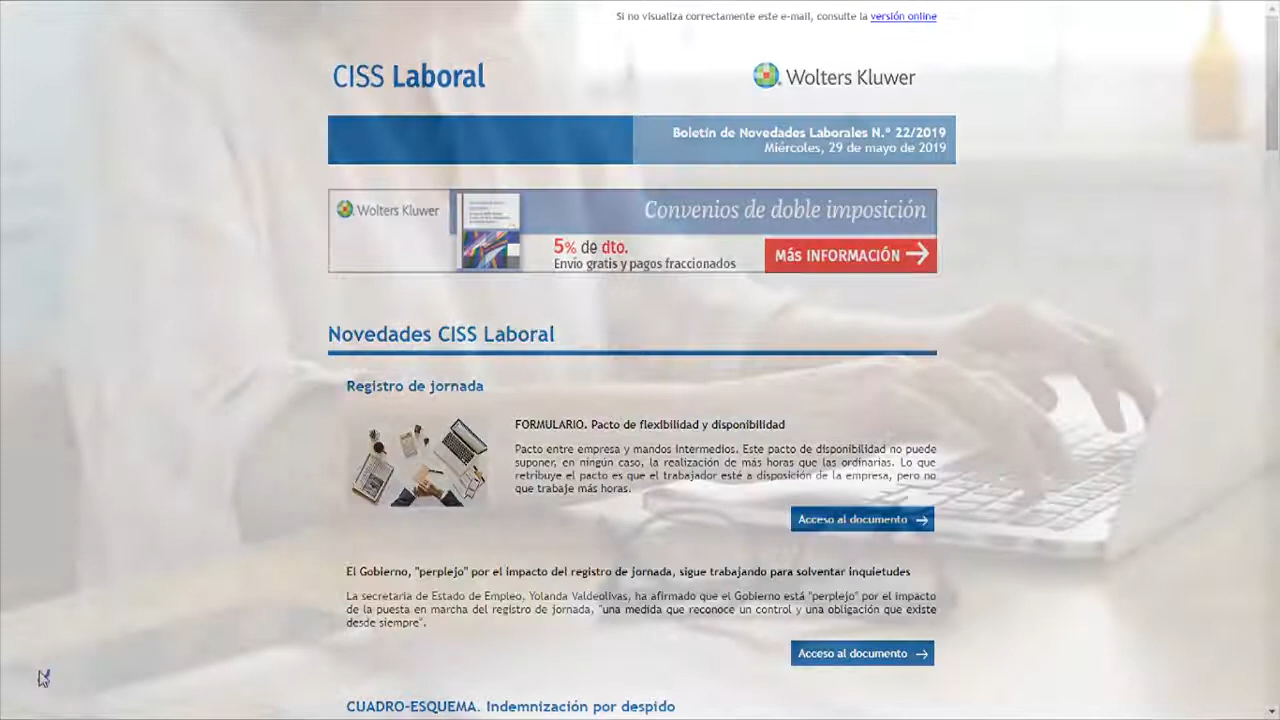 Si no visualiza correctamente este e-mail, consulte la versión online
CISS Laboral
Wolters Kluwer
Boletín de Novedades Laborales N.º 22/2019
Miércoles, 29 de mayo de 2019
Wolters Kluwer
Convenios de doble imposición
5% de dto.
Envío gratis y pagos fraccionados
Más INFORMACIÓN
Novedades CISS Laboral
Registro de jornada
FORMULARIO. Pacto de flexibilidad y disponibilidad
Pacto entre empresa y mandos intermedios. Este pacto de disponibilidad no puede
suponer, en ningún caso, la realización de más horas que las ordinarias. Lo que
retribuye el pacto es que el trabajador esté a disposición de la empresa, pero no
que trabaje más horas.
Acceso al documento
El Gobierno, "perplejo" por el impacto del registro de jornada, sigue trabajando para solventar inquietudes
La secretaria de Estado de Empleo, Yolanda Valdeolivas, ha afirmado que el Gobierno está "perplejo" por el impacto
de la puesta en marcha del registro de jornada, "una medida que reconoce un control y una obligación que existe
desde siempre".
Acceso al documento
CUADRO-ESQUEMA. Indemnización por despido